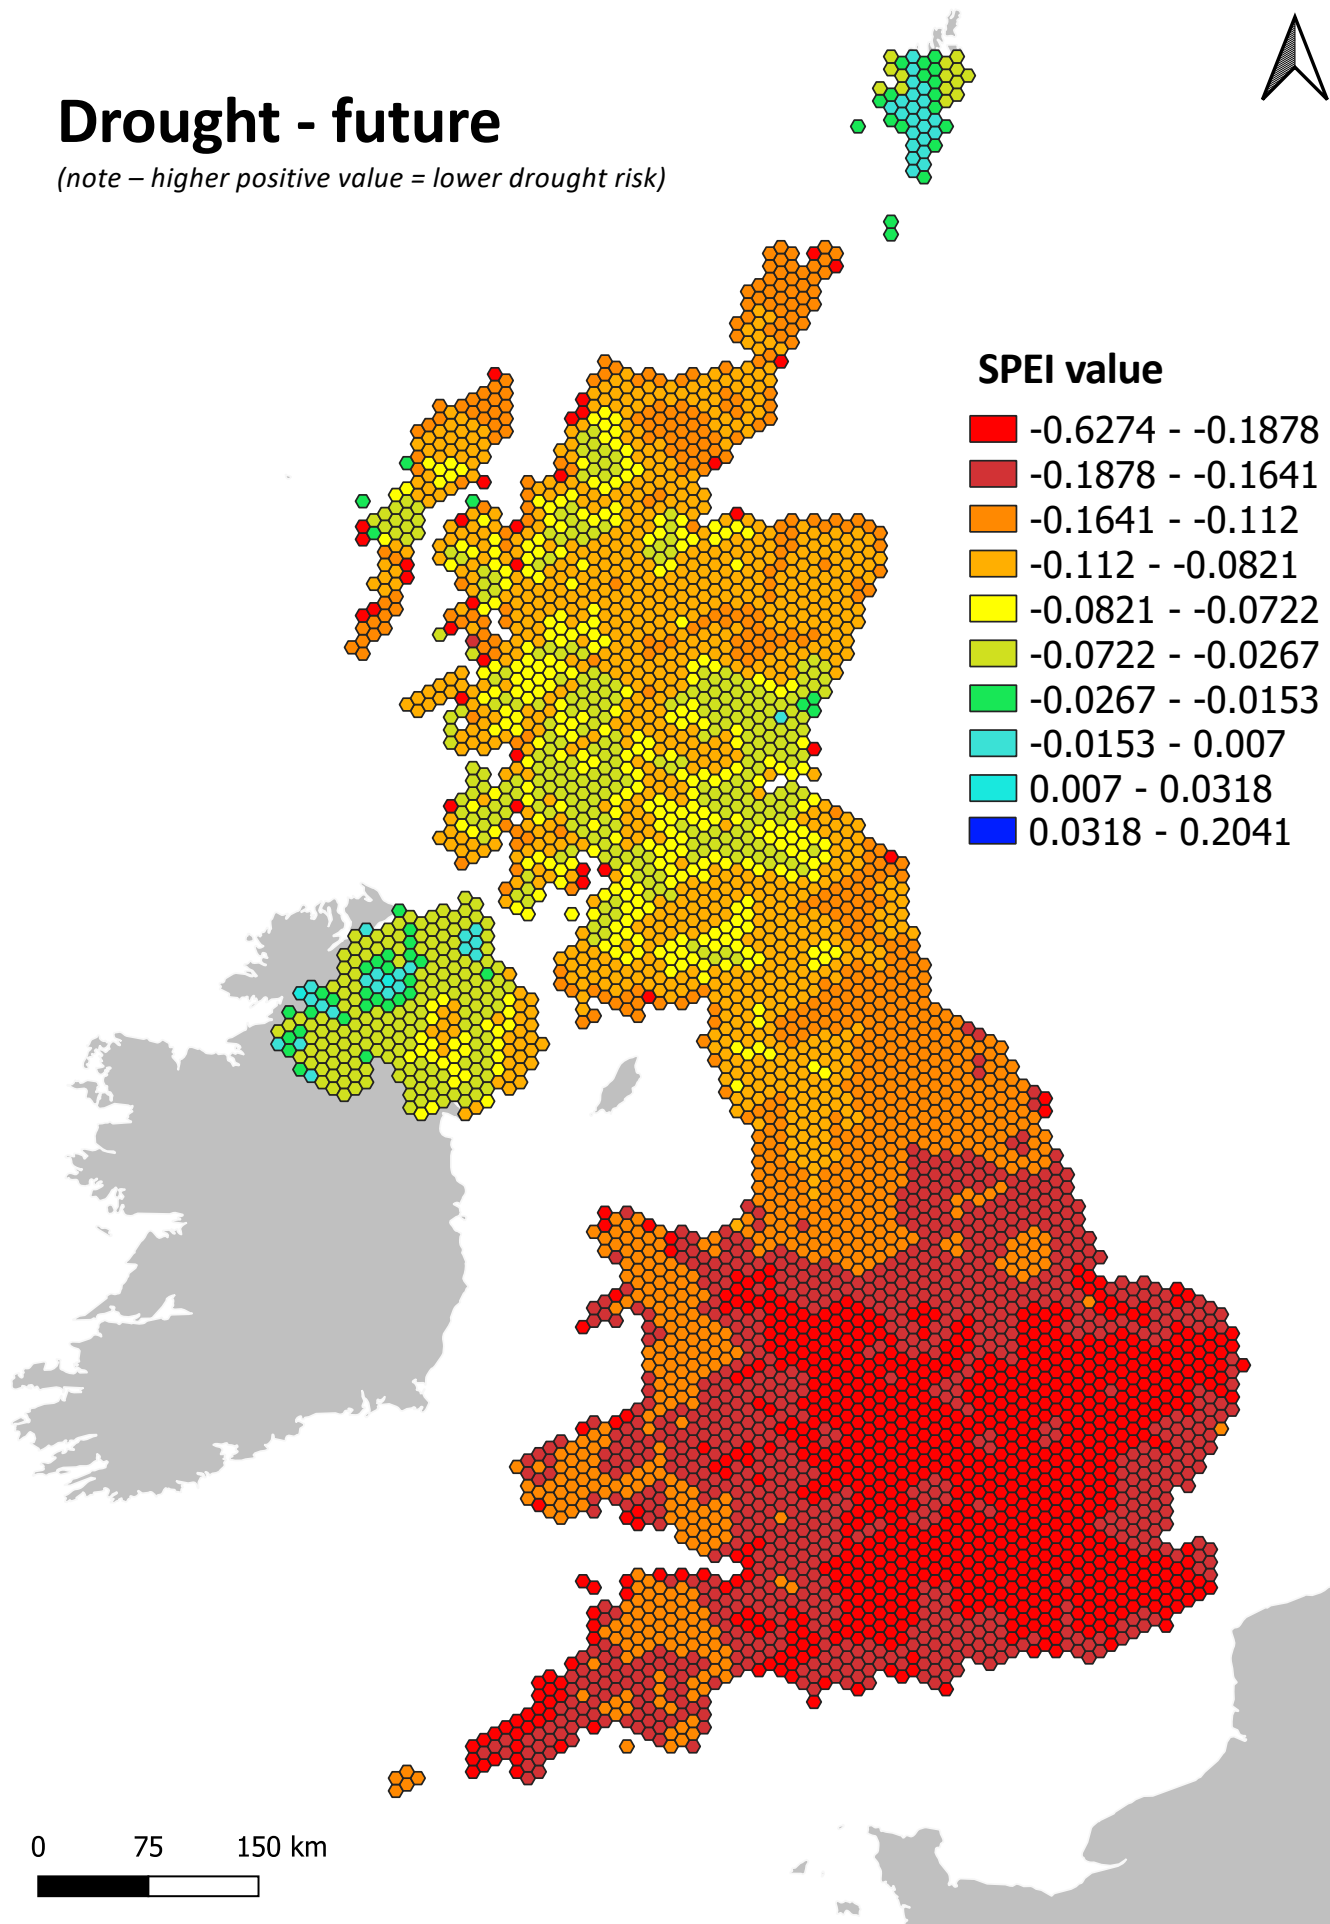 Drought - future
(note – higher positive value = lower drought risk)
SPEI value
-0.6274 - -0.1878
-0.1878 - -0.1641
-0.1641 - -0.112
-0.112 - -0.0821
-0.0821 - -0.0722
-0.0722 - -0.0267
-0.0267 - -0.0153
-0.0153 - 0.007
0.007 - 0.0318
0.0318 - 0.2041
0 75 150 km